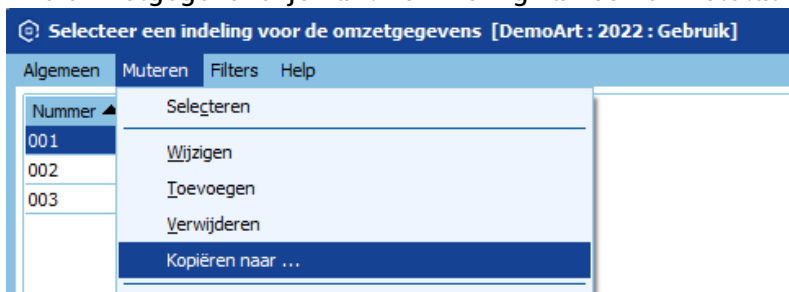 Selecteer een indeling voor de omzetgegevens [DemoArt : 2022 : Gebruik]
Algemeen Muteren Filters Help
Nummer
Selecteren
001
Wijzigen
002
Toevoegen
003
Verwijderen
Kopiëren naar ...